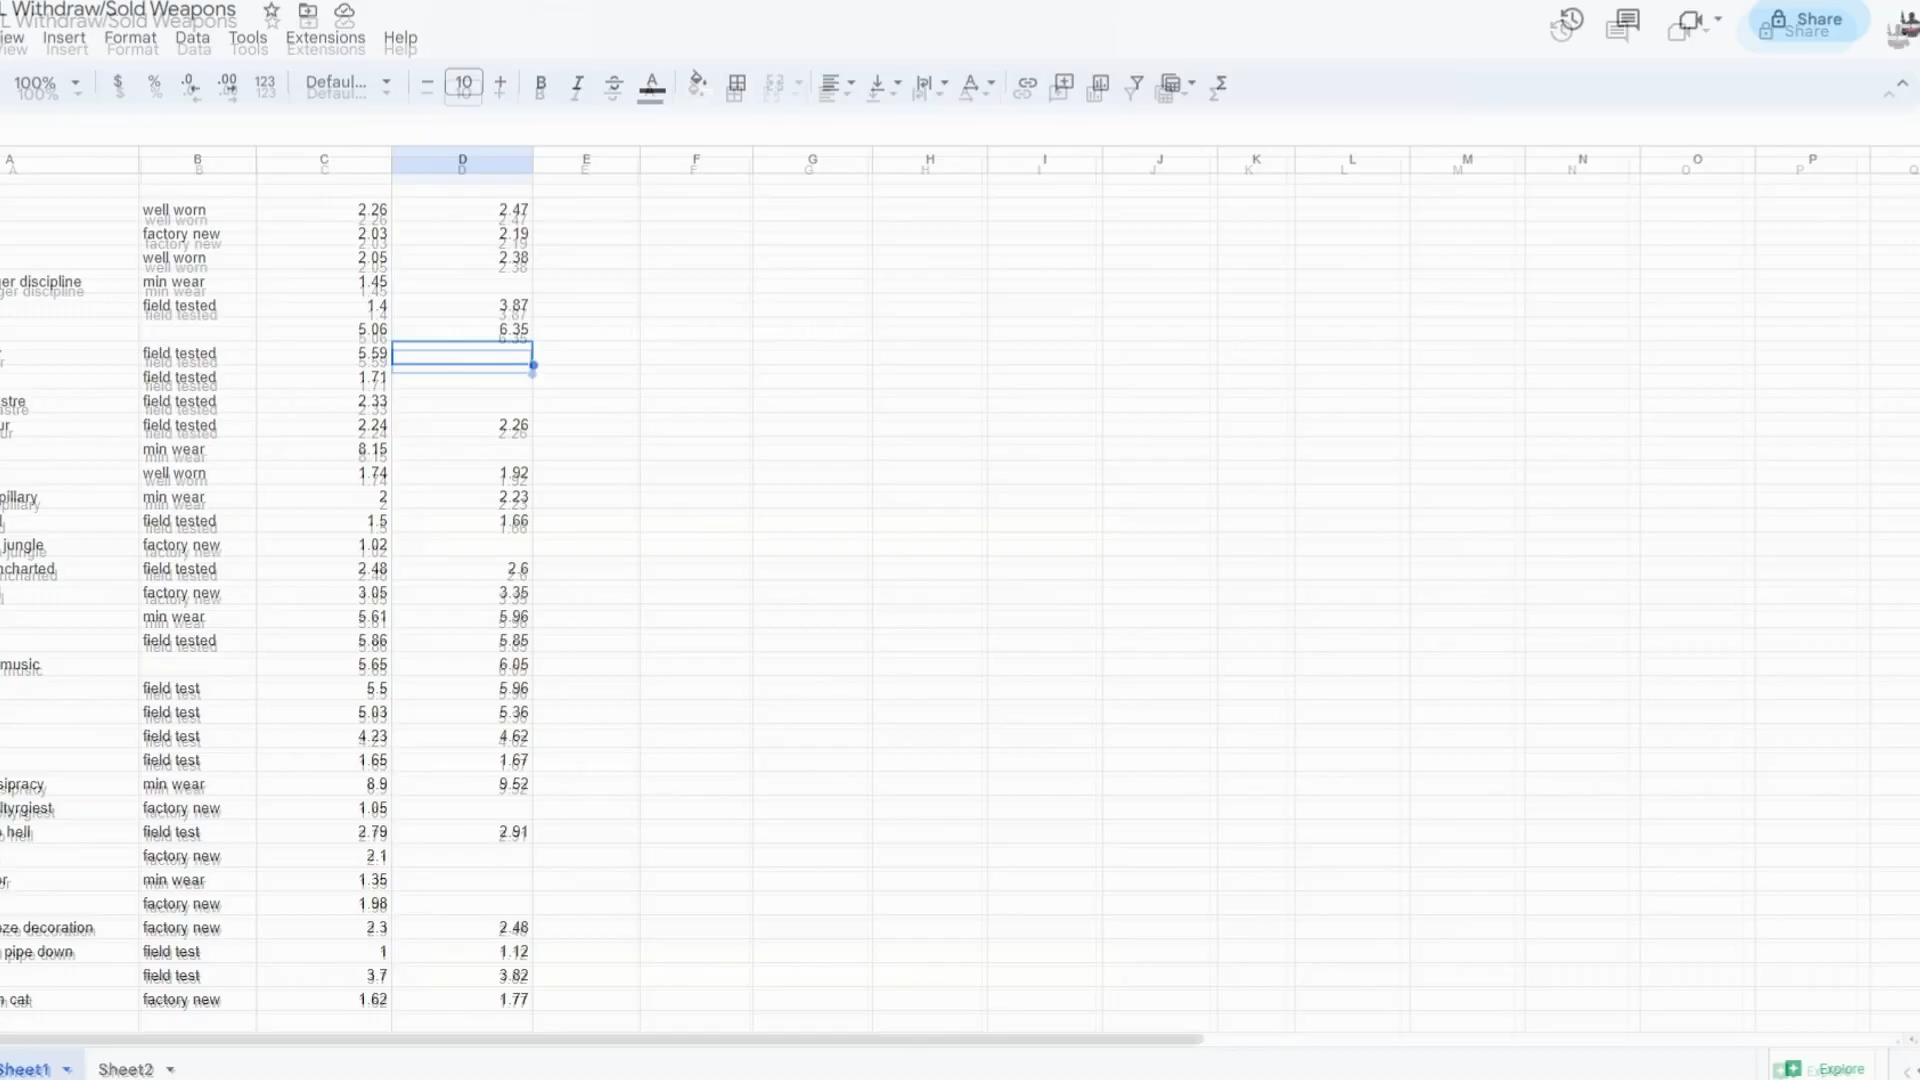 L Withdraw/Sold Weapons
iew Insert Format Data Tools Extensions Help
Share
100% $ % .0 .00 123 Defaul... − 10 + B I S A Σ
A B C D E F G H I J K L M N O P
well worn 2.26 2.47
factory new 2.03 2.19
well worn 2.05 2.38
ger discipline min wear 1.45
field tested 1.4 3.87
5.06 6.35
r field tested 5.59
field tested 1.71
astre field tested 2.33
ur field tested 2.24 2.26
min wear 8.15
well worn 1.74 1.92
pillary min wear 2 2.23
field tested 1.5 1.66
jungle factory new 1.02
ncharted field tested 2.48 2.6
factory new 3.05 3.35
min wear 5.61 5.96
field tested 5.86 5.85
music 5.65 6.05
field test 5.5 5.96
field test 5.03 5.36
field test 4.23 4.62
field test 1.65 1.67
sipracy min wear 8.9 9.52
ltyrgiest factory new 1.05
hell field test 2.79 2.91
factory new 2.1
or min wear 1.35
factory new 1.98
nze decoration factory new 2.3 2.48
pipe down field test 1 1.12
field test 3.7 3.82
n cat factory new 1.62 1.77
Sheet1 Sheet2 Explore